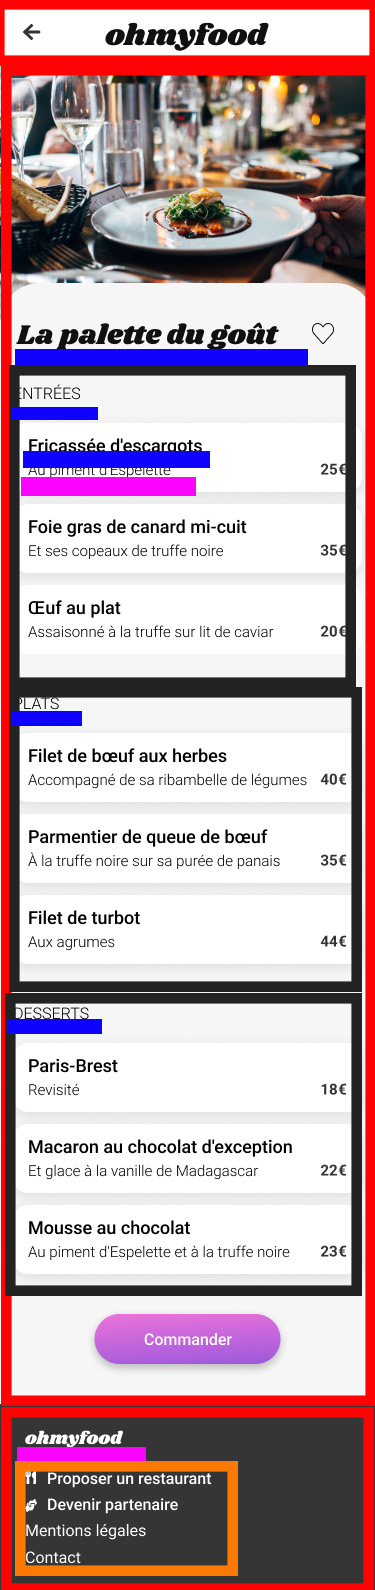 ohmyfood
La palette du goût
ENTRÉES
Fricassée d'escargots
Au piment d'Espelette
25€
Foie gras de canard mi-cuit
Et ses copeaux de truffe noire 35€
Œuf au plat
Assaisonné à la truffe sur lit de caviar 20€
PLATS
Filet de bœuf aux herbes
Accompagné de sa ribambelle de légumes 40€
Parmentier de queue de bœuf
À la truffe noire sur sa purée de panais 35€
Filet de turbot
Aux agrumes 44€
DESSERTS
Paris-Brest
Revisité 18€
Macaron au chocolat d'exception
Et glace à la vanille de Madagascar 22€
Mousse au chocolat
Au piment d'Espelette et à la truffe noire 23€
Commander
ohmyfood
Proposer un restaurant
Devenir partenaire
Mentions légales
Contact